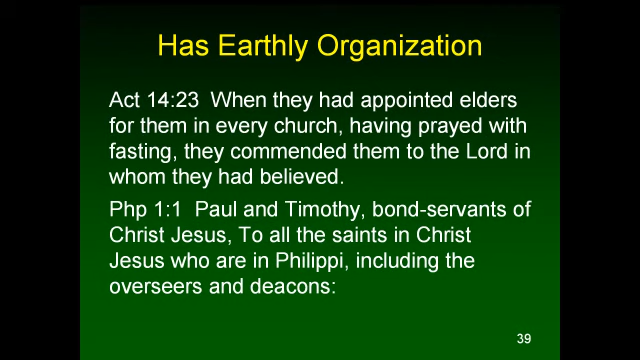 Has Earthly Organization
Act 14:23  When they had appointed elders
for them in every church, having prayed with
fasting, they commended them to the Lord in
whom they had believed.
Php 1:1  Paul and Timothy, bond-servants of
Christ Jesus, To all the saints in Christ
Jesus who are in Philippi, including the
overseers and deacons:
39